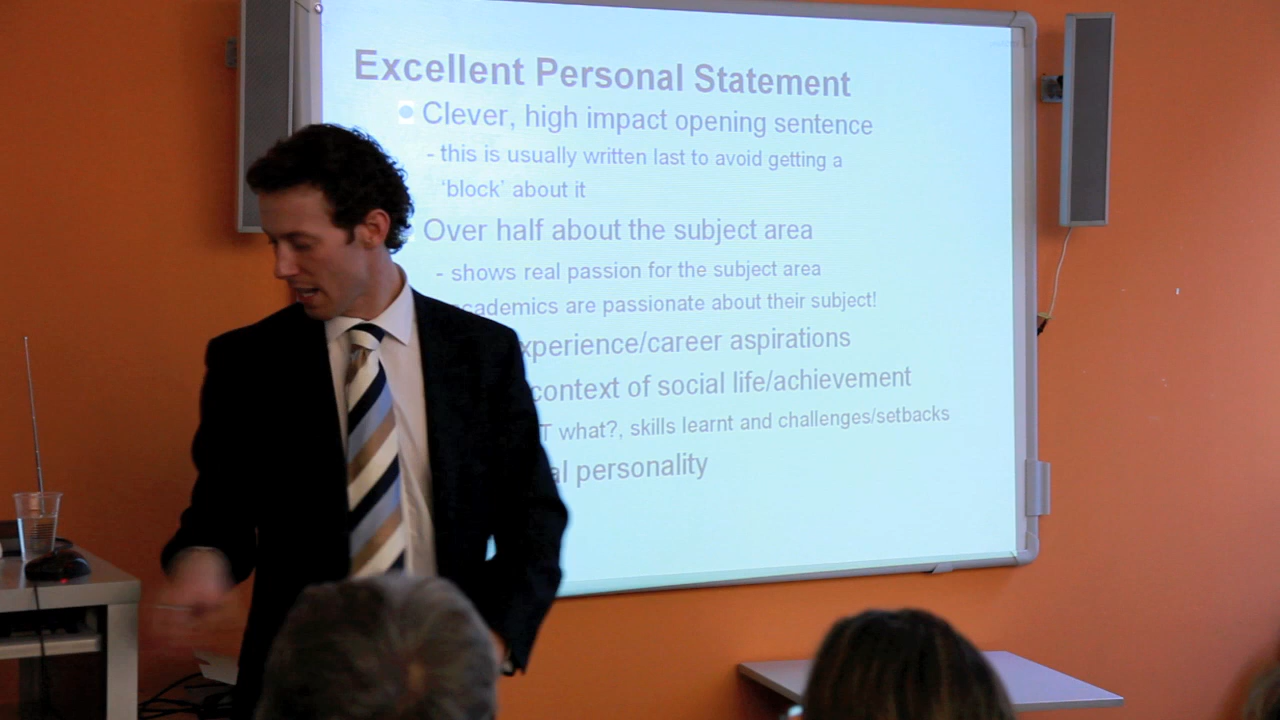 Excellent Personal Statement
Clever, high impact opening sentence
- this is usually written last to avoid getting a
'block' about it
Over half about the subject area
- shows real passion for the subject area
academics are passionate about their subject!
xperience/career aspirations
context of social life/achievement
T what?, skills learnt and challenges/setbacks
al personality